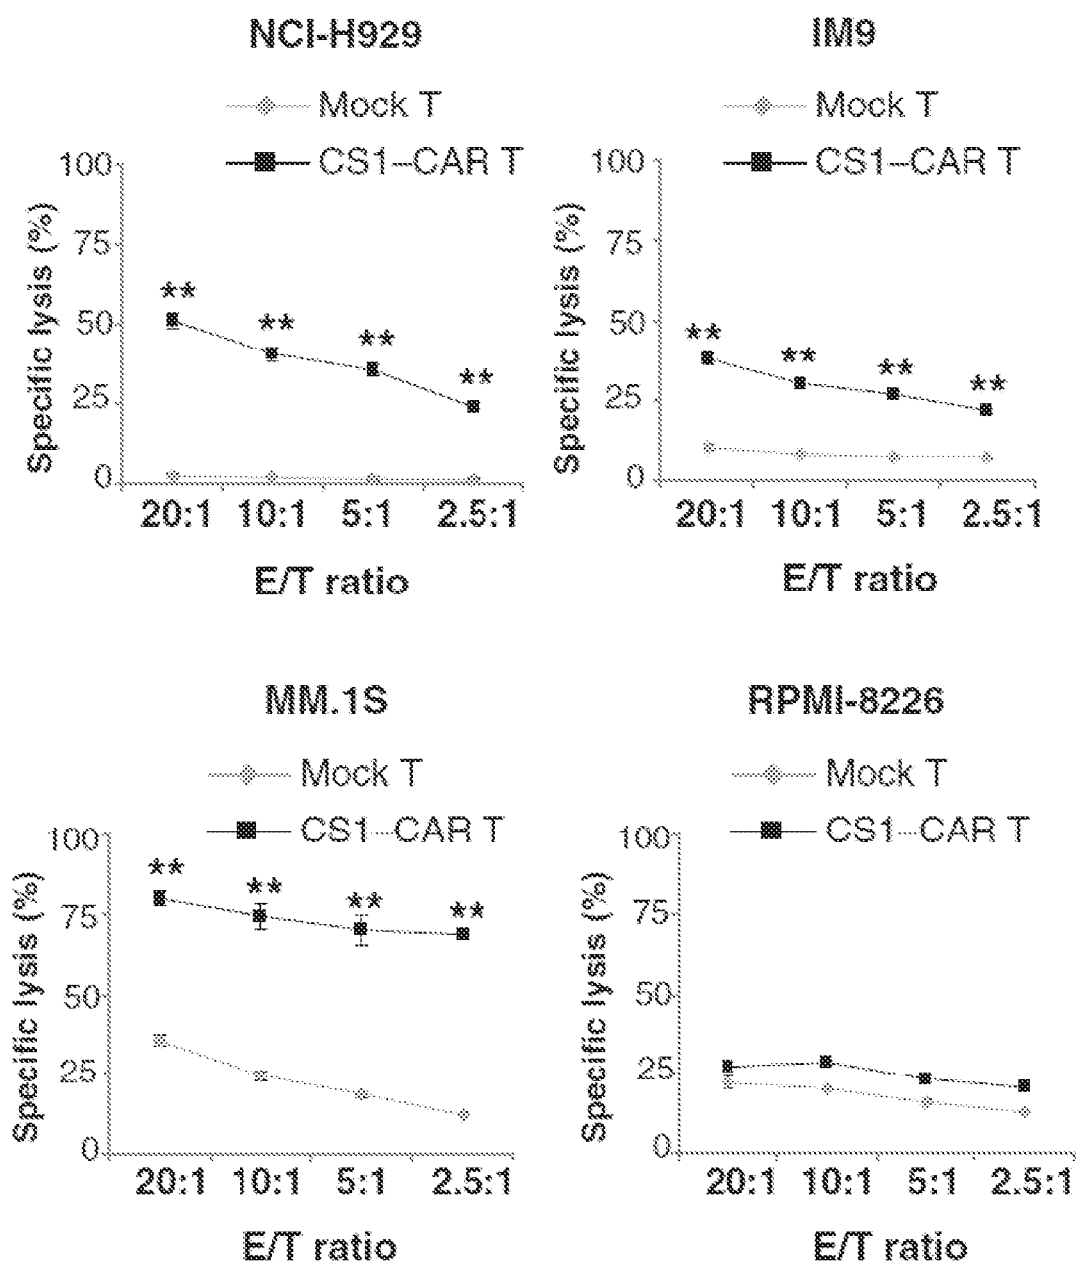 NCI-H929
Mock T
CS1–CAR T
Specific lysis (%)
100
75
50
25
0
** ** ** **
20:1 10:1 5:1 2.5:1
E/T ratio
IM9
Mock T
CS1–CAR T
Specific lysis (%)
100
75
50
25
0
** ** ** **
20:1 10:1 5:1 2.5:1
E/T ratio
MM.1S
Mock T
CS1–CAR T
Specific lysis (%)
100
75
50
25
0
** ** ** **
20:1 10:1 5:1 2.5:1
E/T ratio
RPMI-8226
Mock T
CS1–CAR T
Specific lysis (%)
100
75
50
25
0
20:1 10:1 5:1 2.5:1
E/T ratio